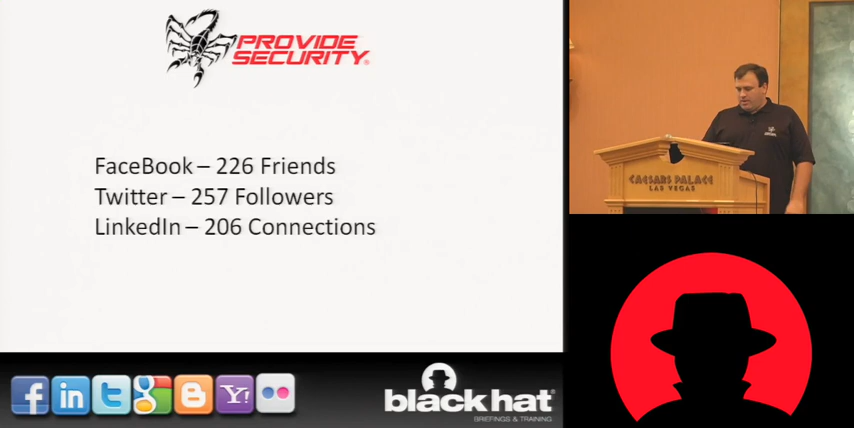 PROVIDE
SECURITY®
FaceBook – 226 Friends
Twitter – 257 Followers
LinkedIn – 206 Connections
CAESARS PALACE
LAS VEGAS
f in t g B Y!
black hat®
BRIEFINGS & TRAINING